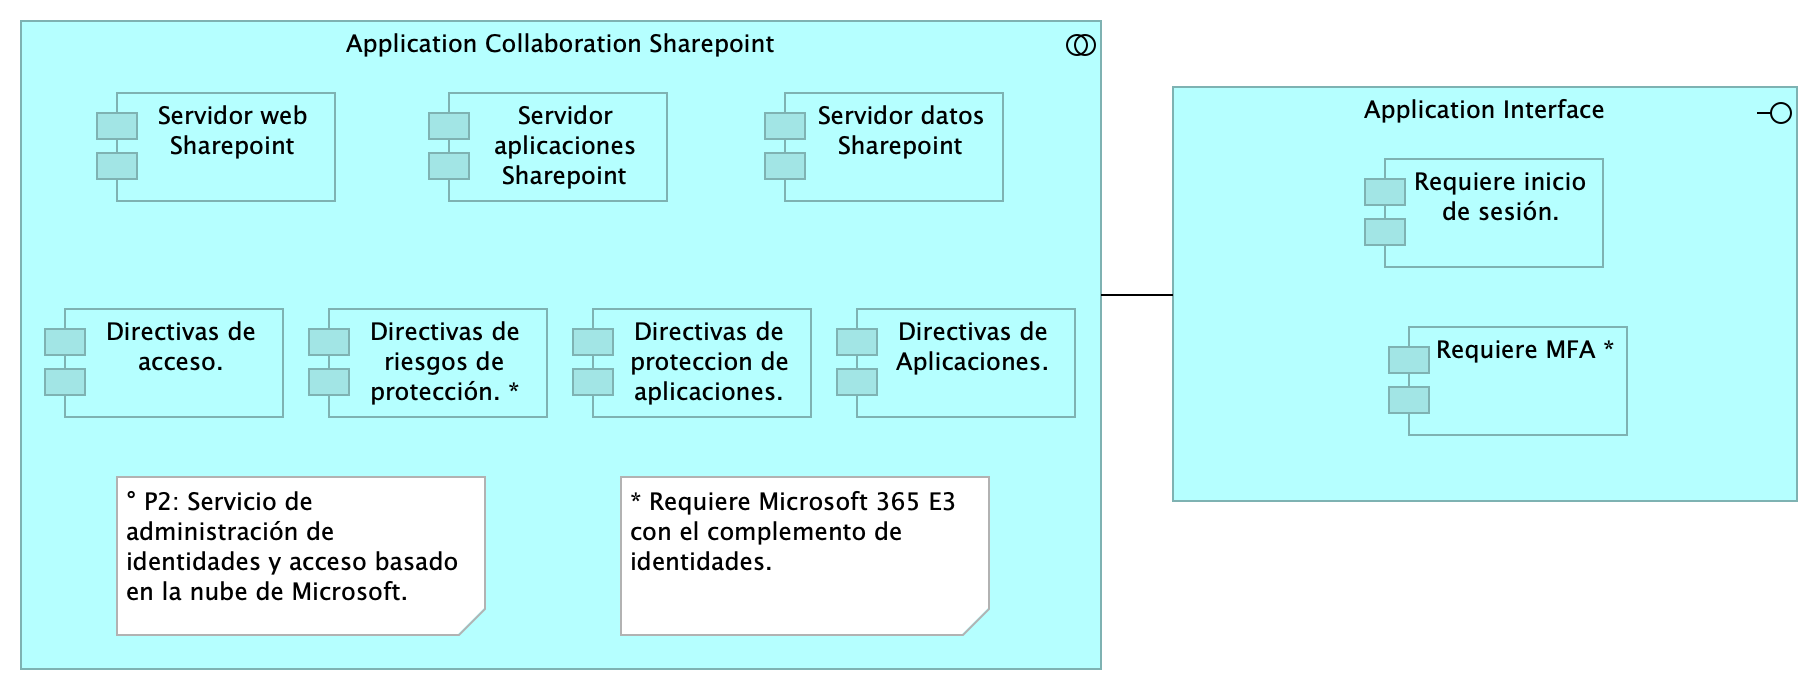 Application Collaboration Sharepoint
Servidor web
Sharepoint
Servidor
aplicaciones
Sharepoint
Servidor datos
Sharepoint
Directivas de
acceso.
Directivas de
riesgos de
protección. *
Directivas de
proteccion de
aplicaciones.
Directivas de
Aplicaciones.
° P2: Servicio de
administración de
identidades y acceso basado
en la nube de Microsoft.
* Requiere Microsoft 365 E3
con el complemento de
identidades.
Application Interface
Requiere inicio
de sesión.
Requiere MFA *